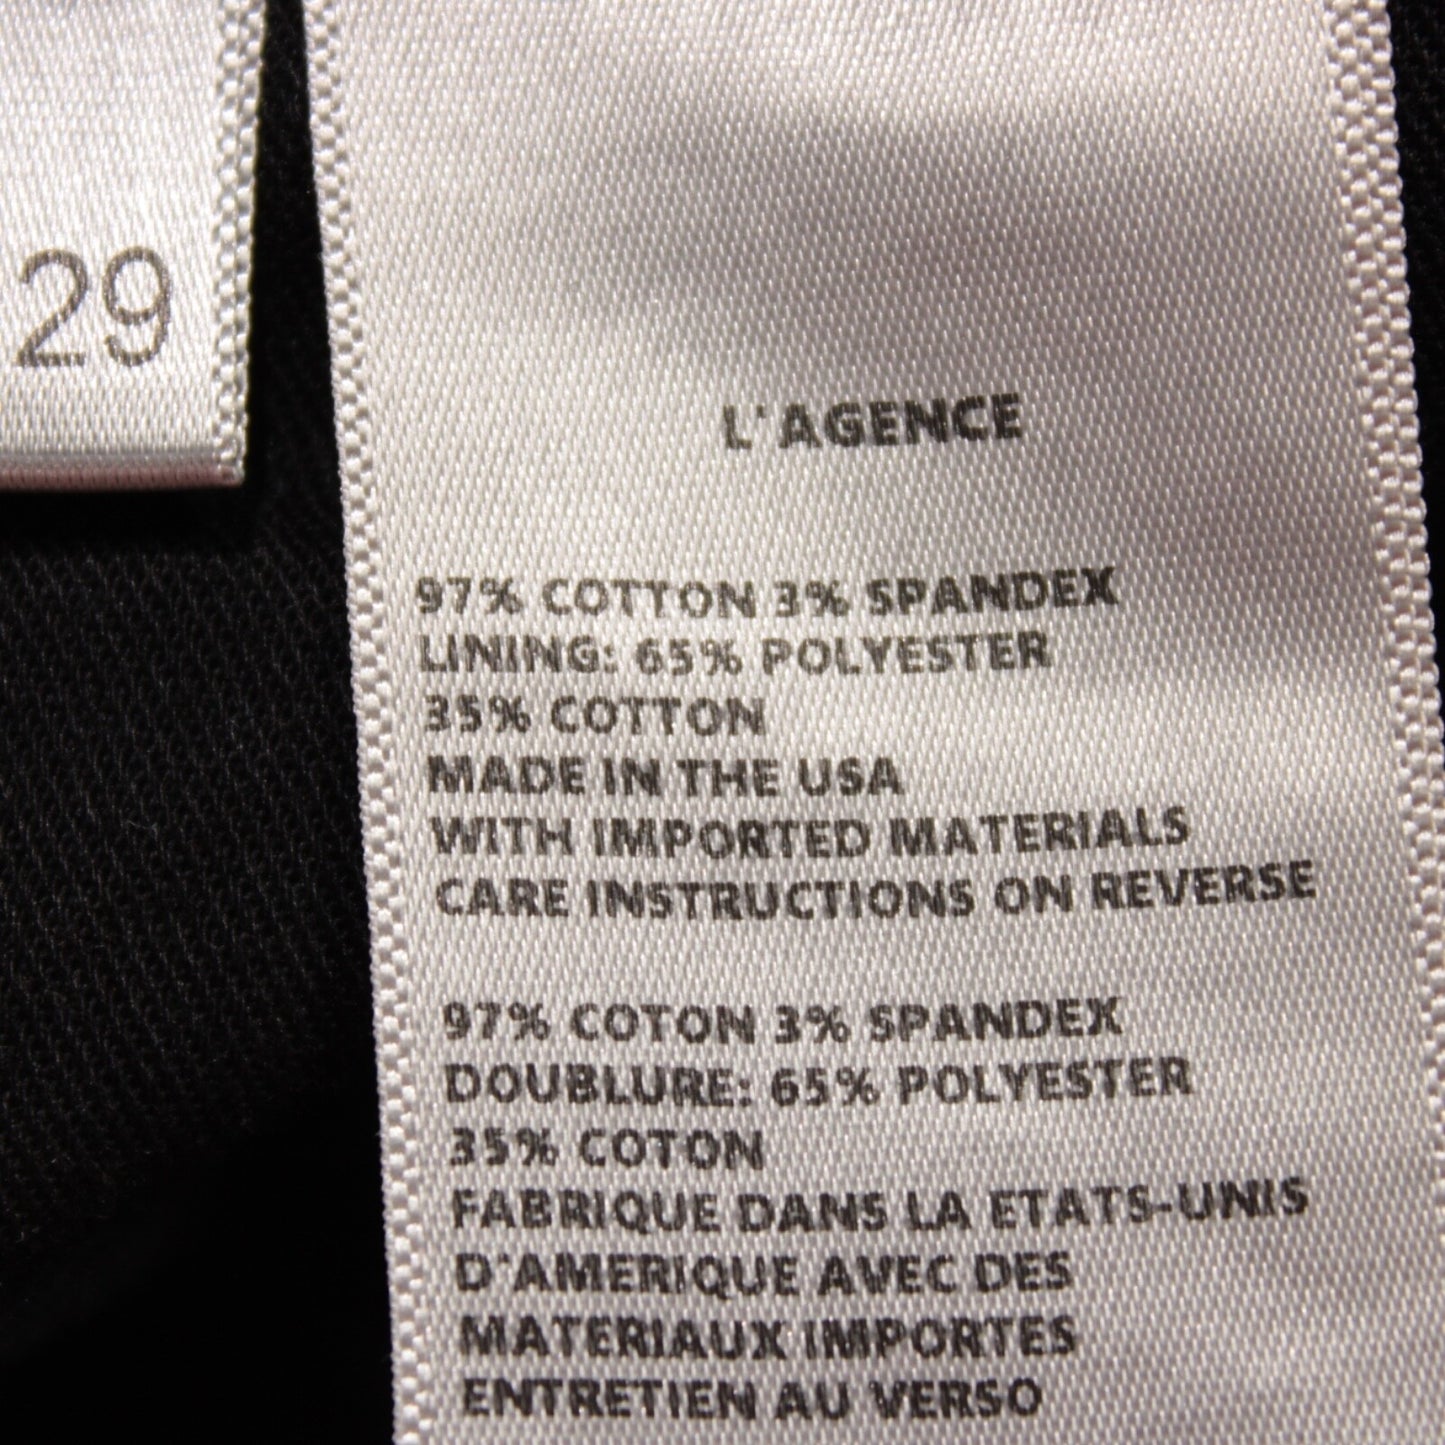 29
L'AGENCE
97% COTTON 3% SPANDEX
LINING: 65% POLYESTER
35% COTTON
MADE IN THE USA
WITH IMPORTED MATERIALS
CARE INSTRUCTIONS ON REVERSE
97% COTON 3% SPANDEX
DOUBLURE: 65% POLYESTER
35% COTON
FABRIQUE DANS LA ETATS-UNIS
D'AMERIQUE AVEC DES
MATERIAUX IMPORTES
ENTRETIEN AU VERSO